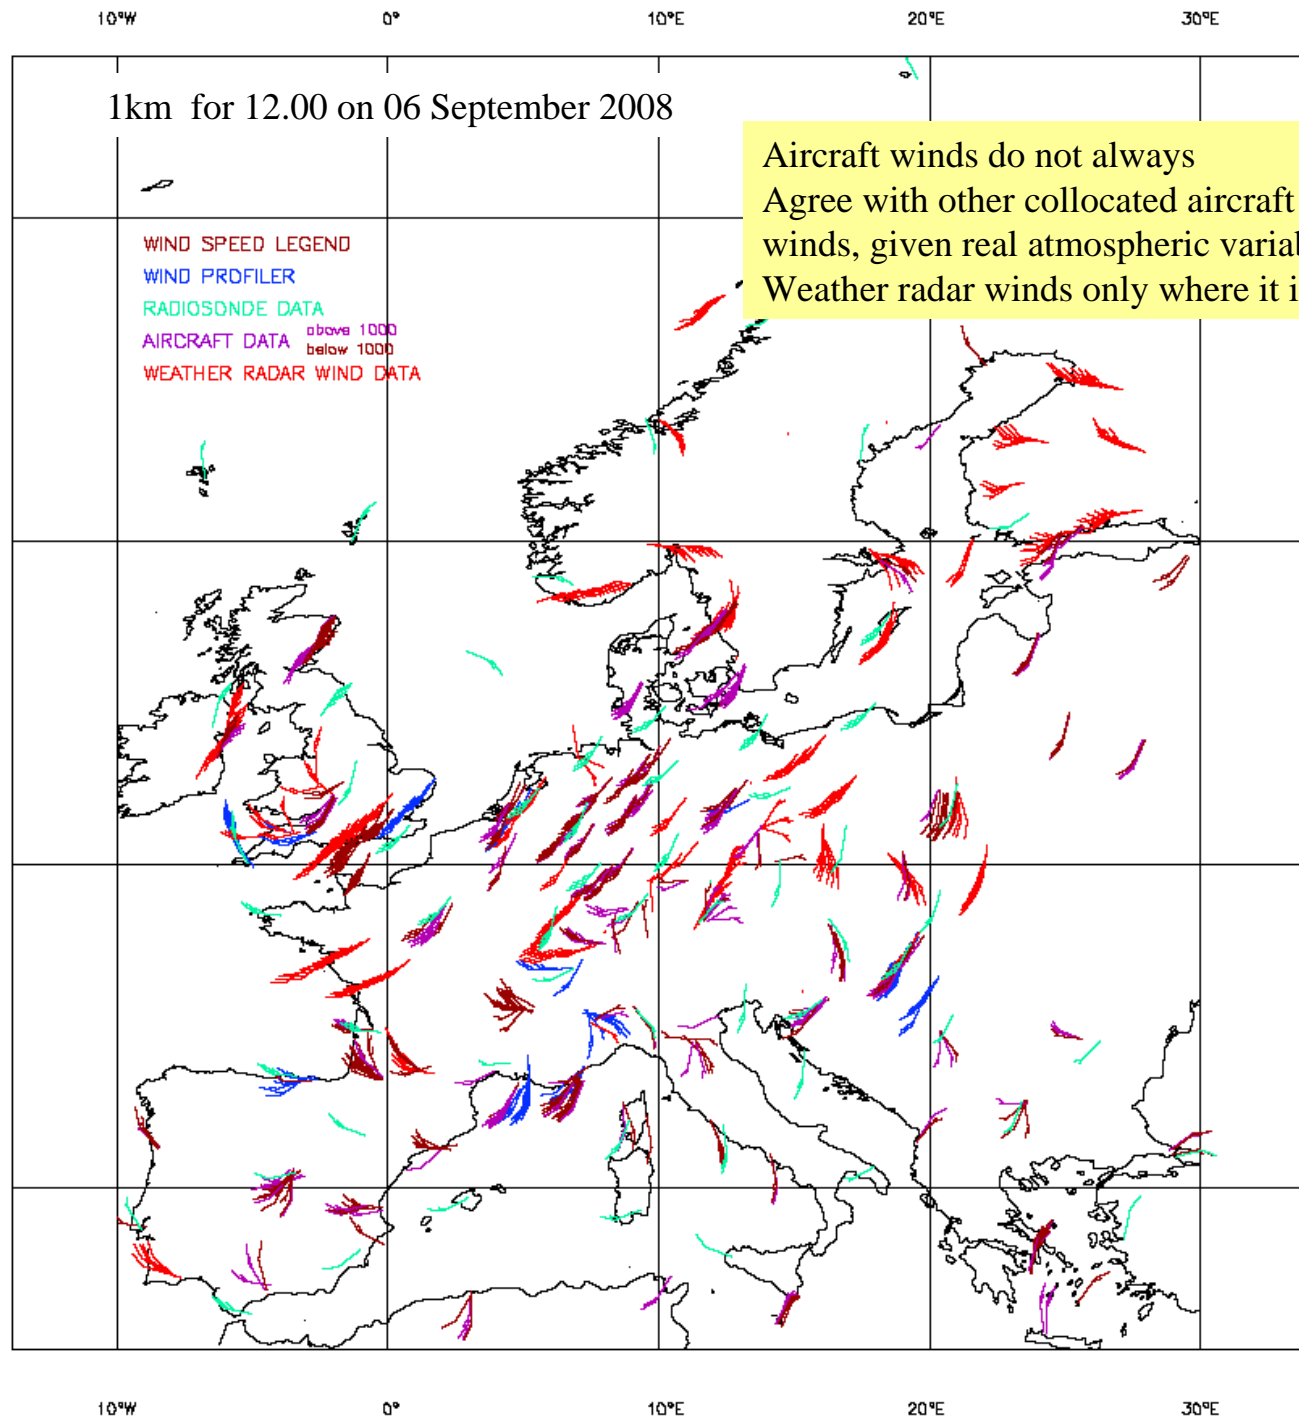 10°W 0° 10°E 20°E 30°E
1km for 12.00 on 06 September 2008
Aircraft winds do not always
Agree with other collocated aircraft
winds, given real atmospheric variab
Weather radar winds only where it i
WIND SPEED LEGEND
WIND PROFILER
RADIOSONDE DATA
AIRCRAFT DATA above 1000
below 1000
WEATHER RADAR WIND DATA
10°W 0° 10°E 20°E 30°E